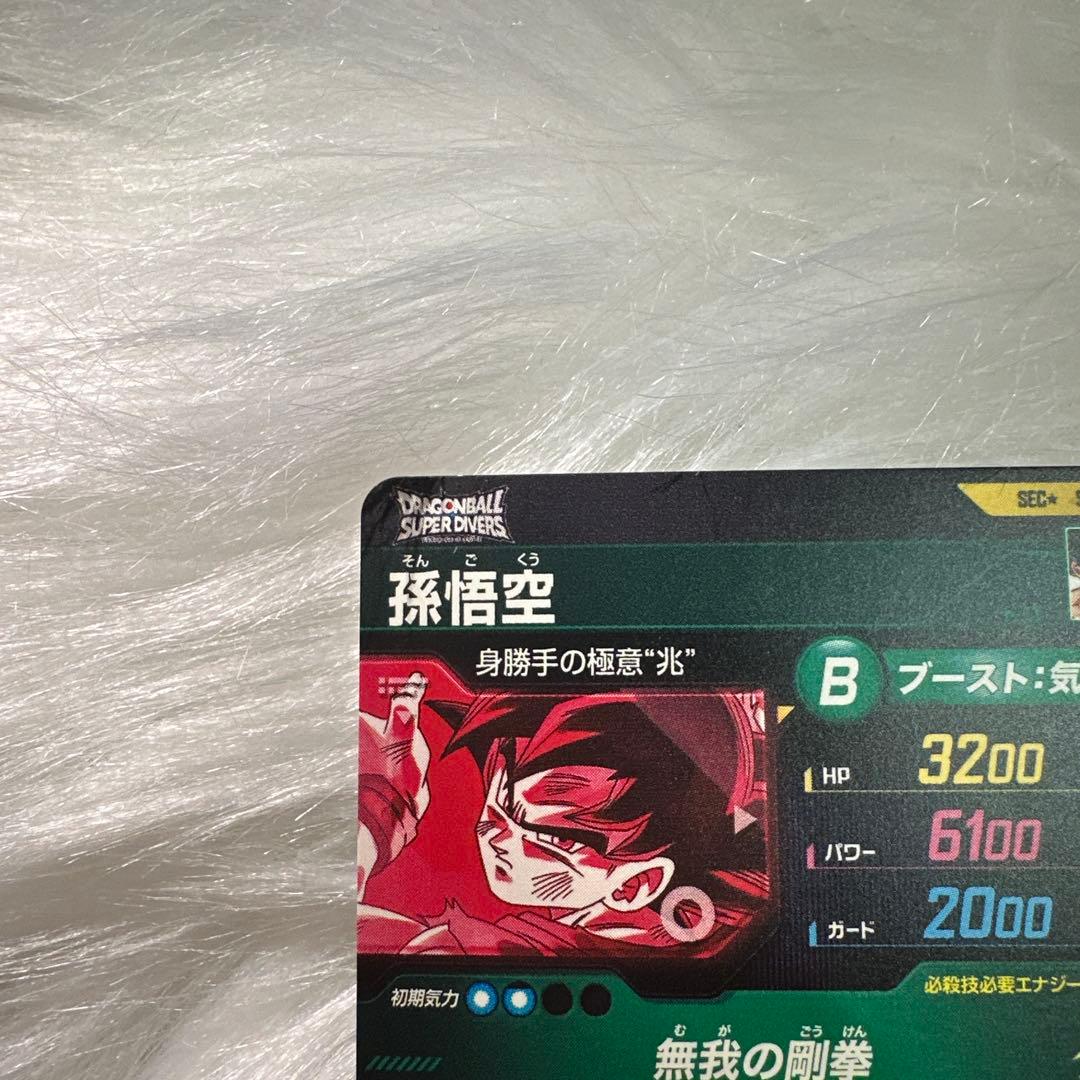 DRAGONBALL
SUPER DIVERS
SEC★
そん ご くう
孫悟空
身勝手の極意“兆”
B ブースト：気
HP 3200
パワー 6100
ガード 2000
初期気力
必殺技必要エナジー
む が ごう けん
無我の剛拳